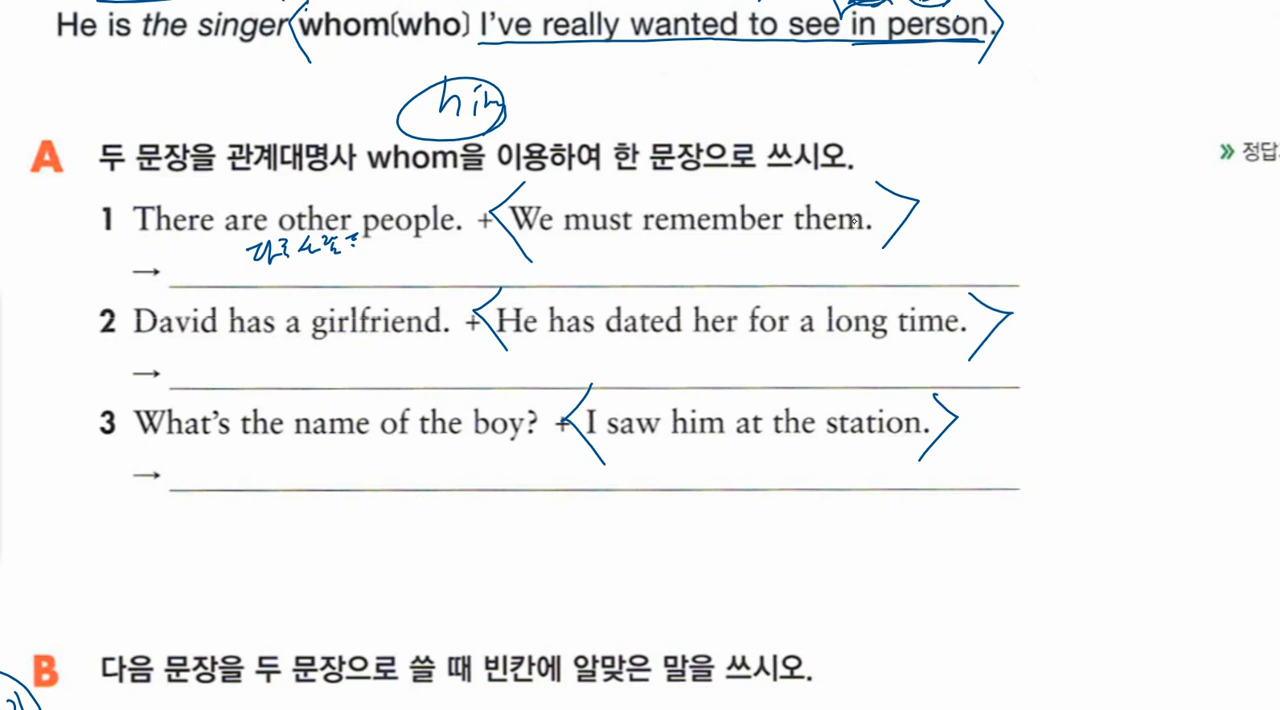 He is the singer whom(who) I've really wanted to see in person.
him
A 두 문장을 관계대명사 whom을 이용하여 한 문장으로 쓰시오.
» 정답
1 There are other people. + We must remember them.
→
2 David has a girlfriend. + He has dated her for a long time.
→
3 What's the name of the boy? + I saw him at the station.
→
B 다음 문장을 두 문장으로 쓸 때 빈칸에 알맞은 말을 쓰시오.